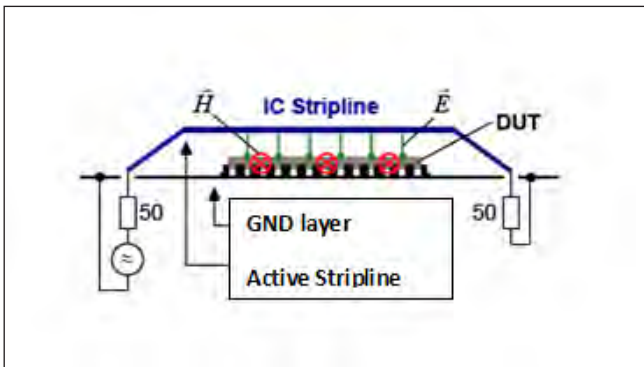 H⃗ IC Stripline E⃗
DUT
50 50
GND layer
≈
Active Stripline